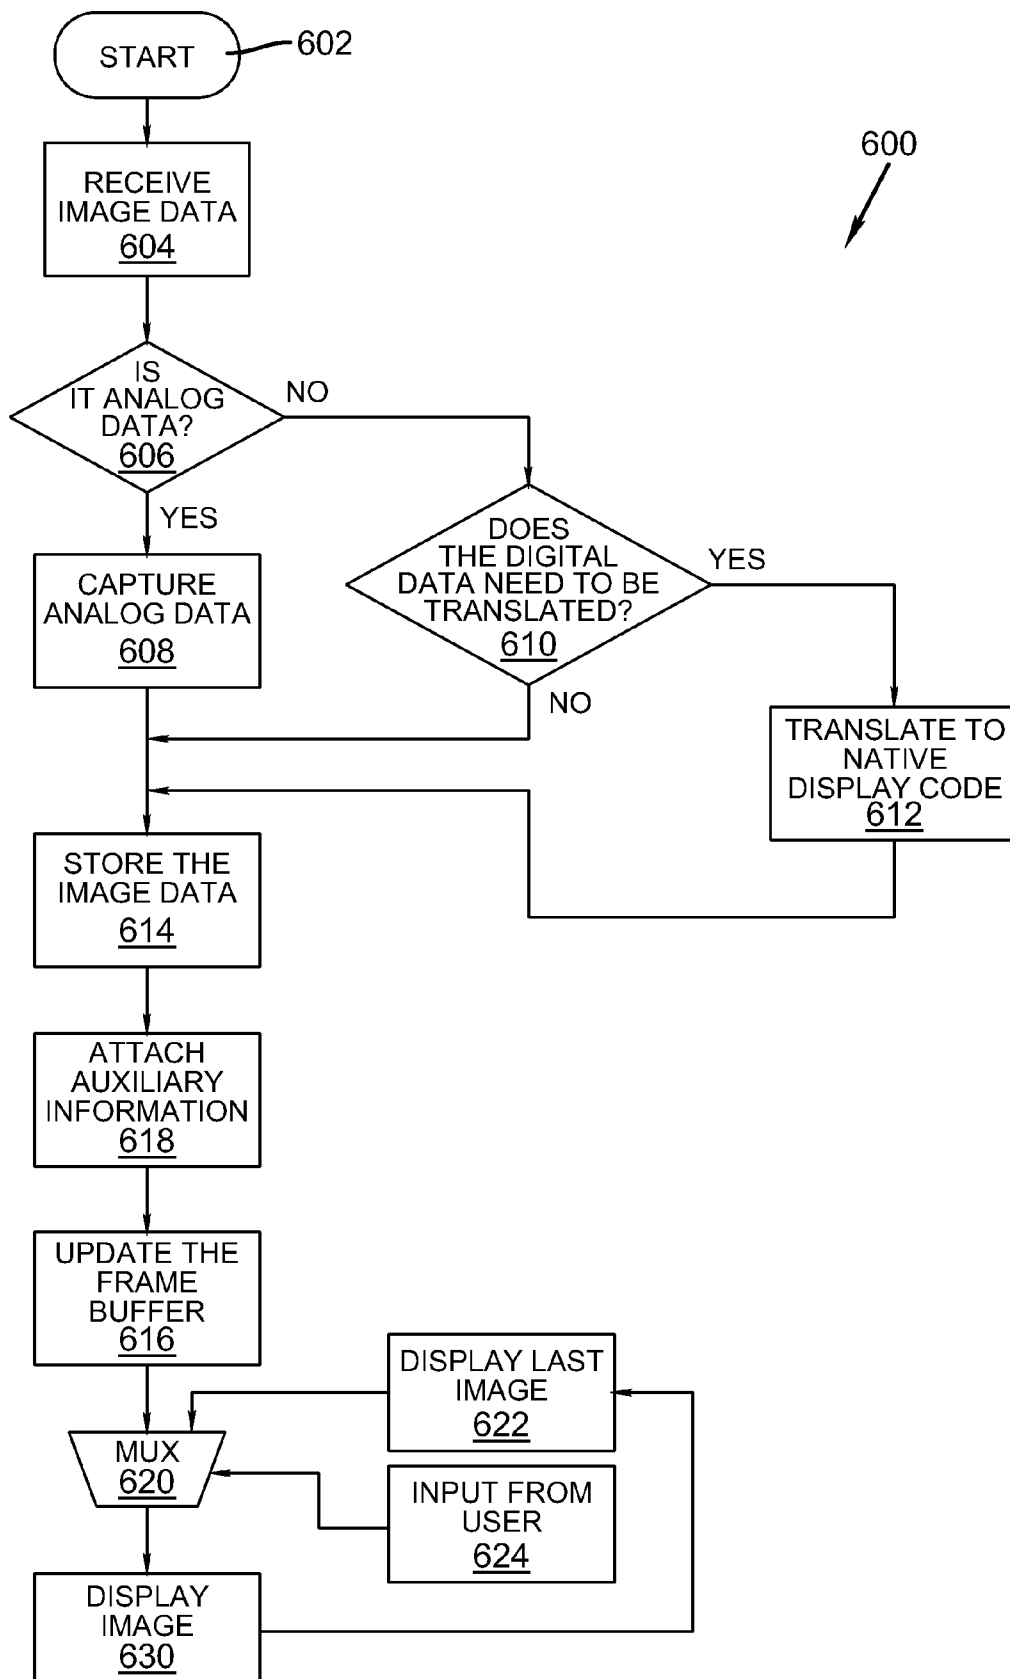 START
602
600
RECEIVE
IMAGE DATA
604
IS
IT ANALOG
DATA?
606
NO
YES
DOES
THE DIGITAL
DATA NEED TO BE
TRANSLATED?
610
YES
NO
CAPTURE
ANALOG DATA
608
TRANSLATE TO
NATIVE
DISPLAY CODE
612
STORE THE
IMAGE DATA
614
ATTACH
AUXILIARY
INFORMATION
618
UPDATE THE
FRAME
BUFFER
616
DISPLAY LAST
IMAGE
622
MUX
620
INPUT FROM
USER
624
DISPLAY
IMAGE
630